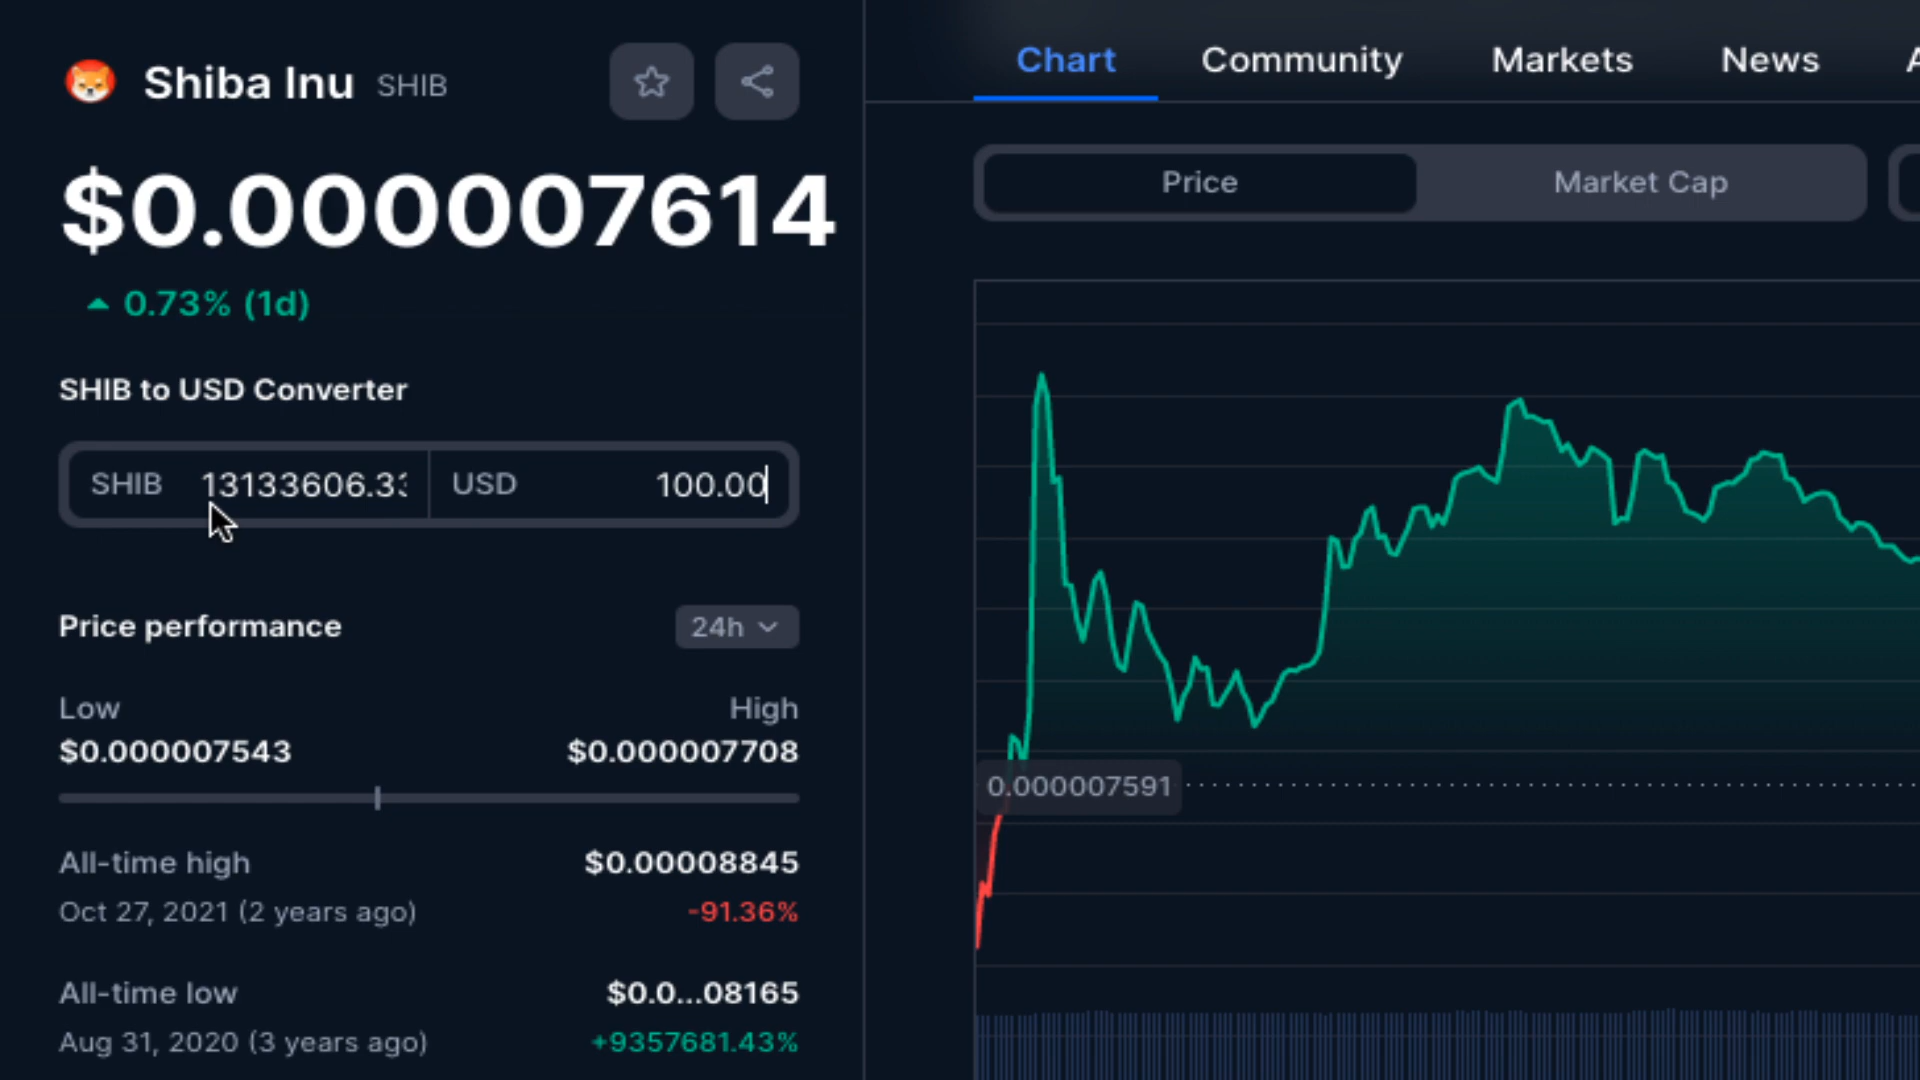 Shiba Inu SHIB
$0.000007614
0.73% (1d)
SHIB to USD Converter
SHIB 13133606.33 USD 100.00
Price performance 24h
Low High
$0.000007543 $0.000007708
All-time high $0.00008845
Oct 27, 2021 (2 years ago) -91.36%
All-time low $0.0...08165
Aug 31, 2020 (3 years ago) +9357681.43%
Chart Community Markets News
Price Market Cap
0.000007591